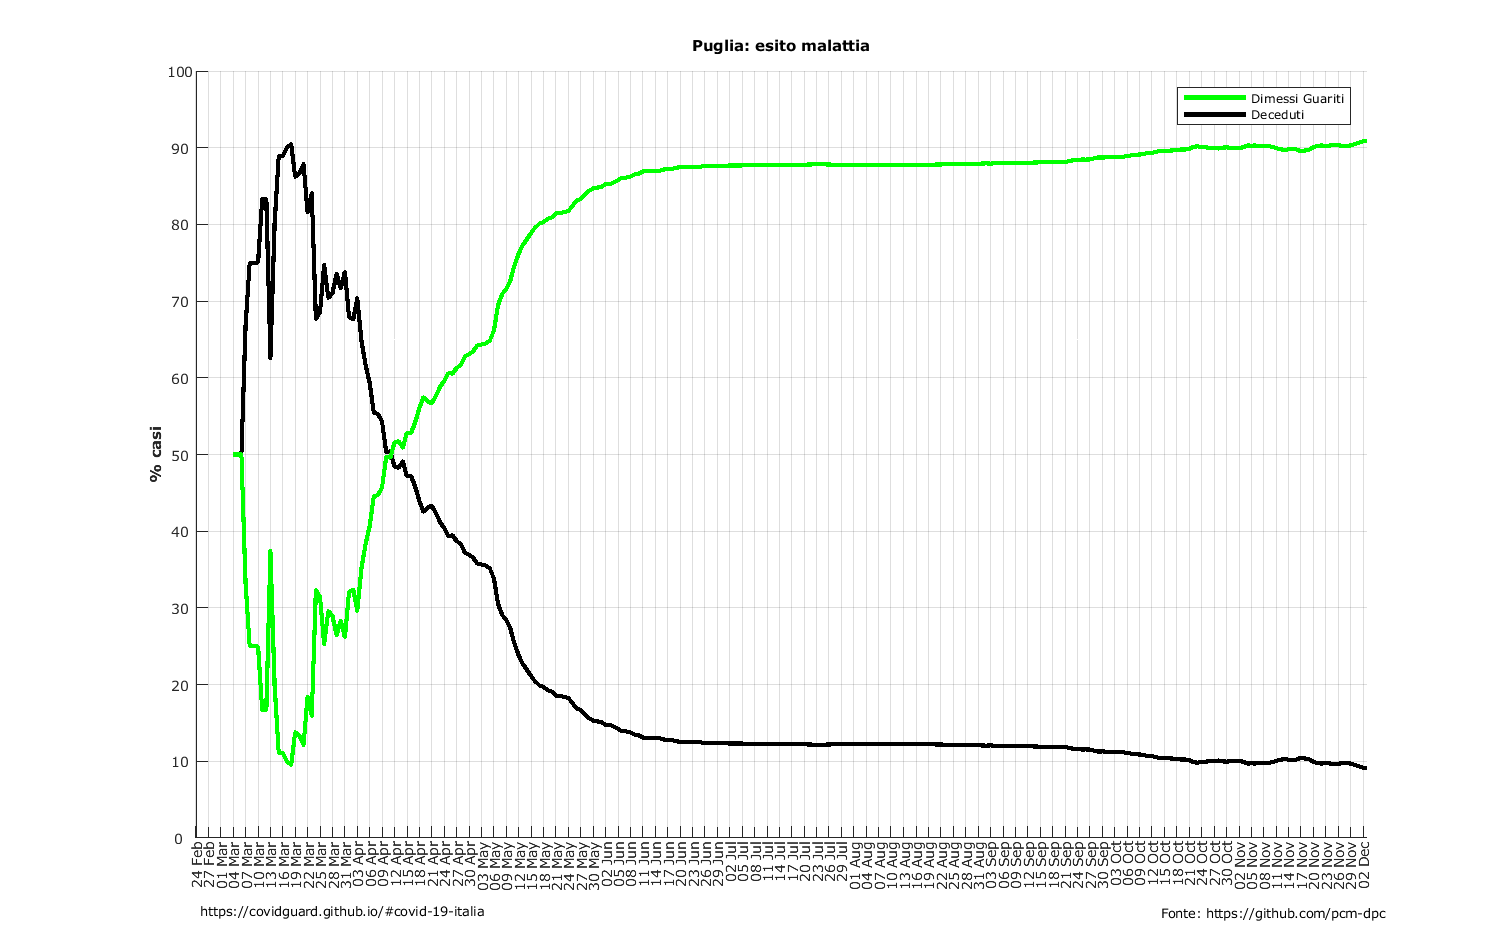 Puglia: esito malattia
100
90
80
70
60
50
40
30
20
10
0
% casi
Dimessi Guariti
Deceduti
24 Feb
27 Feb
01 Mar
04 Mar
07 Mar
10 Mar
13 Mar
16 Mar
19 Mar
22 Mar
25 Mar
28 Mar
31 Mar
03 Apr
06 Apr
09 Apr
12 Apr
15 Apr
18 Apr
21 Apr
24 Apr
27 Apr
30 Apr
03 May
06 May
09 May
12 May
15 May
18 May
21 May
24 May
27 May
30 May
02 Jun
05 Jun
08 Jun
11 Jun
14 Jun
17 Jun
20 Jun
23 Jun
26 Jun
29 Jun
02 Jul
05 Jul
08 Jul
11 Jul
14 Jul
17 Jul
20 Jul
23 Jul
26 Jul
29 Jul
01 Aug
04 Aug
07 Aug
10 Aug
13 Aug
16 Aug
19 Aug
22 Aug
25 Aug
28 Aug
31 Aug
03 Sep
06 Sep
09 Sep
12 Sep
15 Sep
18 Sep
21 Sep
24 Sep
27 Sep
30 Sep
03 Oct
06 Oct
09 Oct
12 Oct
15 Oct
18 Oct
21 Oct
24 Oct
27 Oct
30 Oct
02 Nov
05 Nov
08 Nov
11 Nov
14 Nov
17 Nov
20 Nov
23 Nov
26 Nov
29 Nov
02 Dec
https://covidguard.github.io/#covid-19-italia
Fonte: https://github.com/pcm-dpc